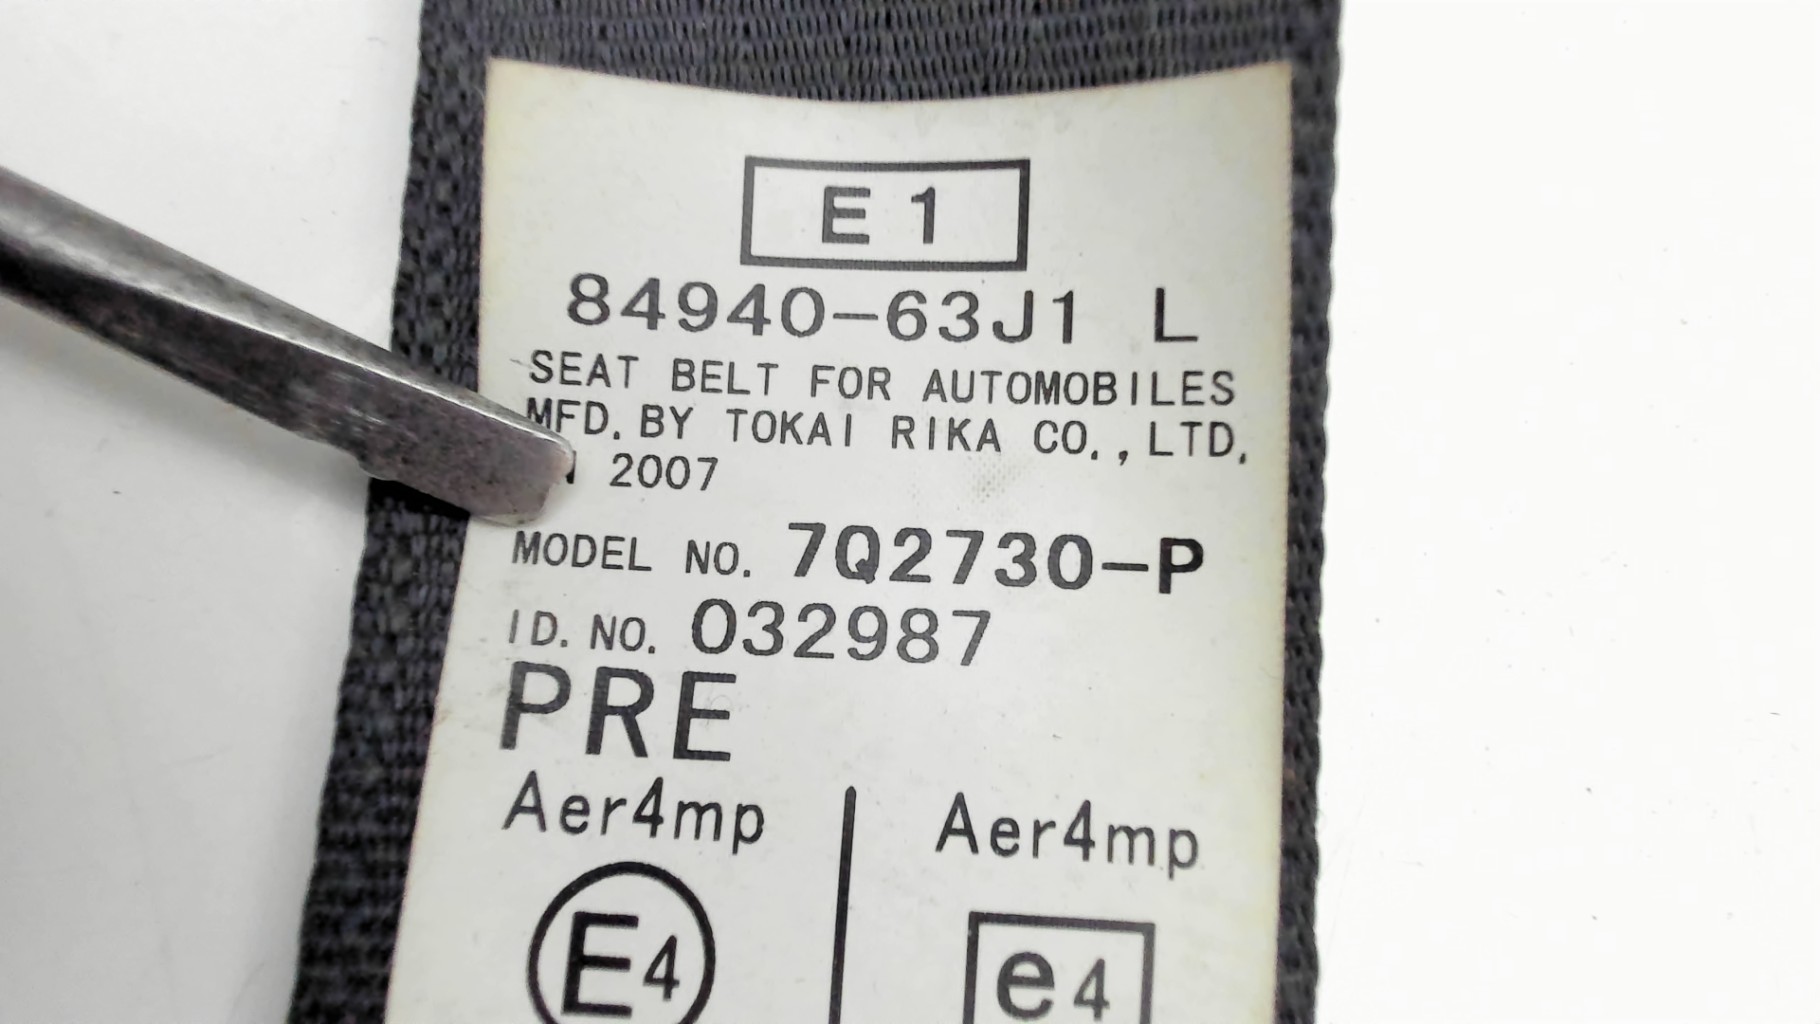 E 1
84940-63J1 L
SEAT BELT FOR AUTOMOBILES
MFD. BY TOKAI RIKA CO., LTD.
2007
MODEL NO. 7Q2730-P
ID. NO. 032987
PRE
Aer4mp Aer4mp
E4 e4